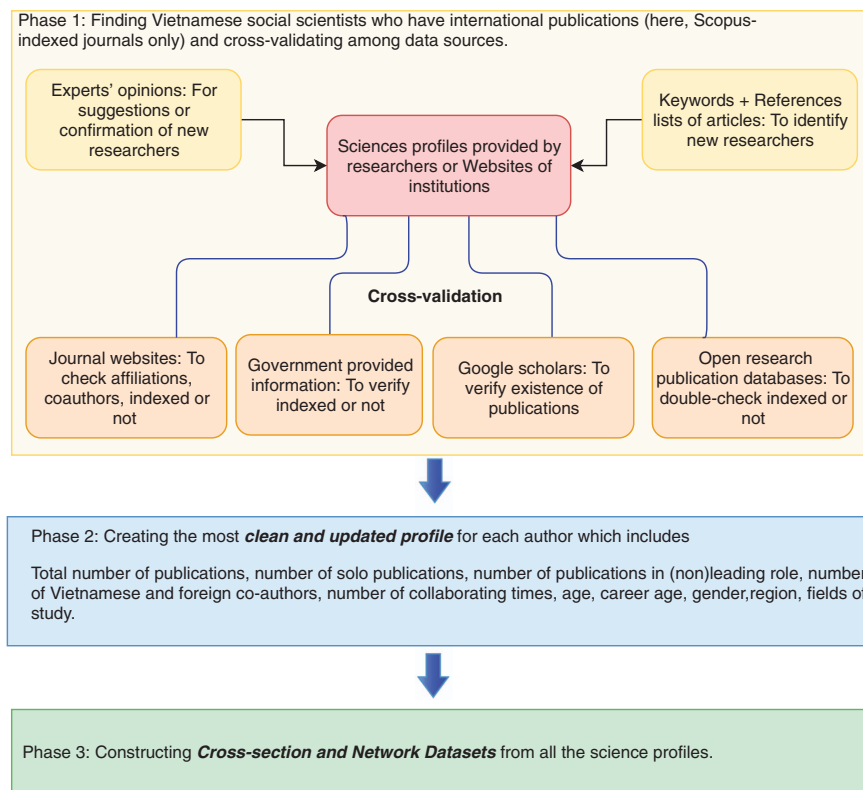 Phase 1: Finding Vietnamese social scientists who have international publications (here, Scopus-
indexed journals only) and cross-validating among data sources.
Experts' opinions: For
suggestions or
confirmation of new
researchers
Sciences profiles provided by
researchers or Websites of
institutions
Keywords + References
lists of articles: To identify
new researchers
Cross-validation
Journal websites: To
check affiliations,
coauthors, indexed or
not
Government provided
information: To verify
indexed or not
Google scholars: To
verify existence of
publications
Open research
publication databases: To
double-check indexed or
not
Phase 2: Creating the most clean and updated profile for each author which includes
Total number of publications, number of solo publications, number of publications in (non)leading role, number
of Vietnamese and foreign co-authors, number of collaborating times, age, career age, gender,region, fields of
study.
Phase 3: Constructing Cross-section and Network Datasets from all the science profiles.